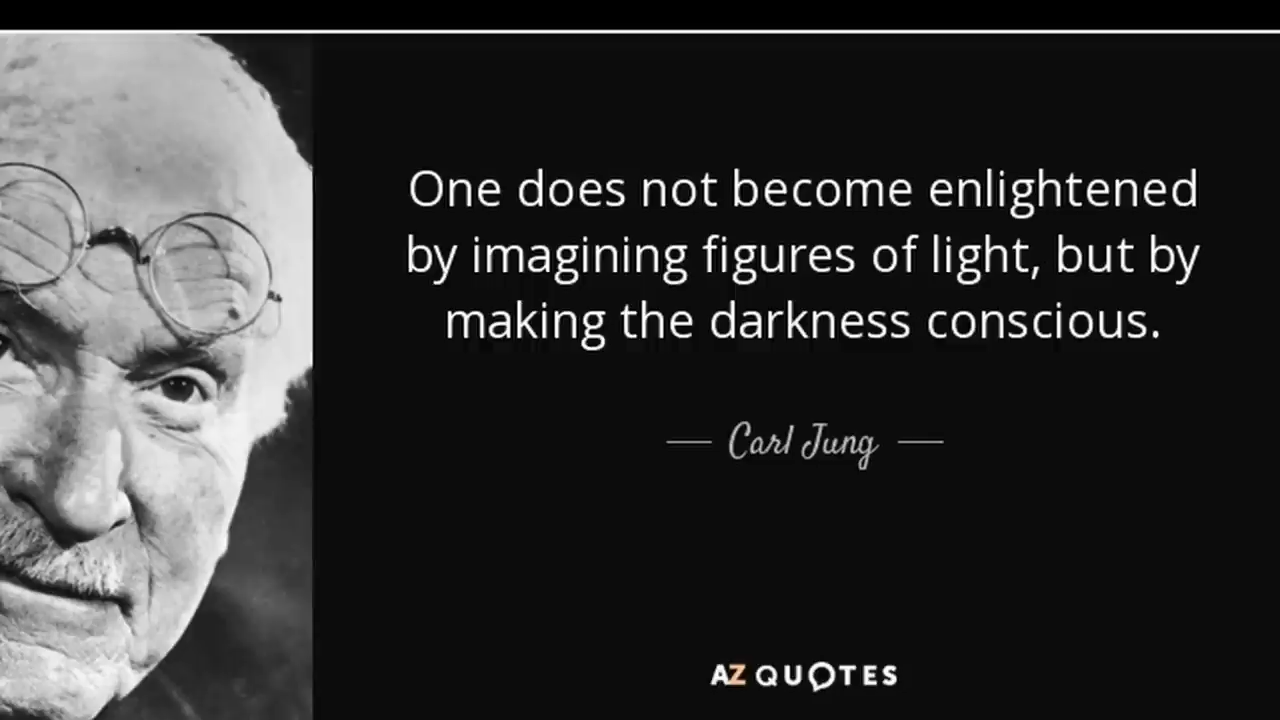 One does not become enlightened
by imagining figures of light, but by
making the darkness conscious.
Carl Jung
AZ QUOTES